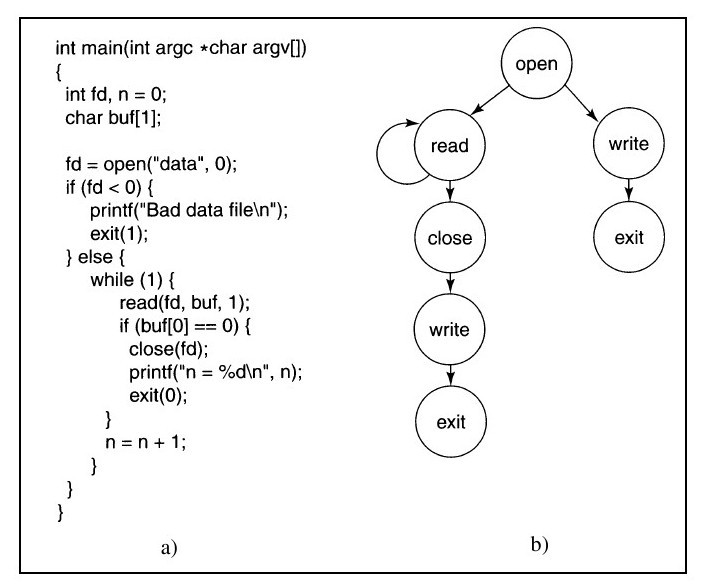 int main(int argc *char argv[])
{
int fd, n = 0;
char buf[1];
fd = open("data", 0);
if (fd < 0) {
printf("Bad data file\n");
exit(1);
} else {
while (1) {
read(fd, buf, 1);
if (buf[0] == 0) {
close(fd);
printf("n = %d\n", n);
exit(0);
}
n = n + 1;
}
}
}
a)
open
read
write
close
exit
write
exit
b)